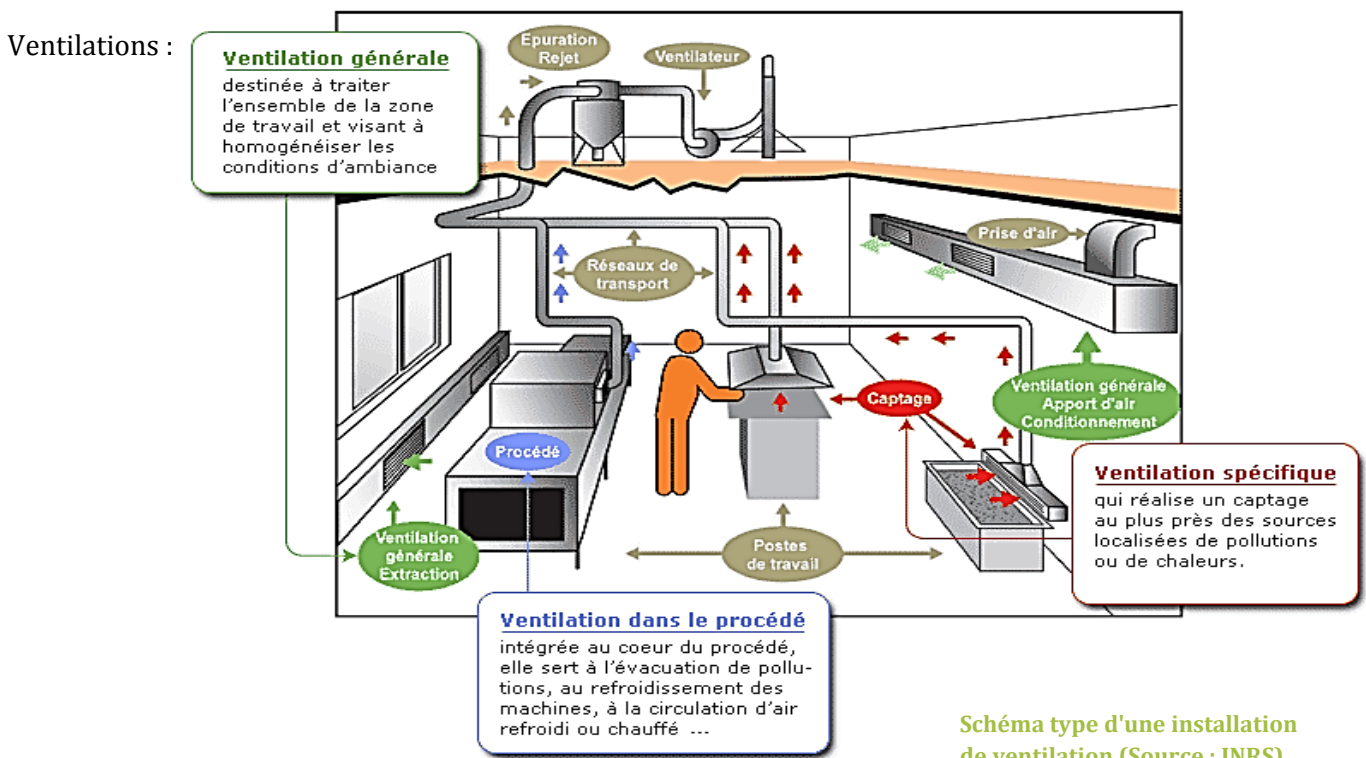 Ventilations :
Ventilation générale
destinée à traiter
l'ensemble de la zone
de travail et visant à
homogénéiser les
conditions d'ambiance
Epuration
Rejet
Ventilateur
Prise d'air
Réseaux de
transport
Ventilation générale
Apport d'air
Conditionnement
Captage
Procédé
Ventilation
générale
Extraction
Postes
de travail
Ventilation spécifique
qui réalise un captage
au plus près des sources
localisées de pollutions
ou de chaleurs.
Ventilation dans le procédé
intégrée au coeur du procédé,
elle sert à l'évacuation de pollu-
tions, au refroidissement des
machines, à la circulation d'air
refroidi ou chauffé ...
Schéma type d'une installation
de ventilation (Source : INRS)